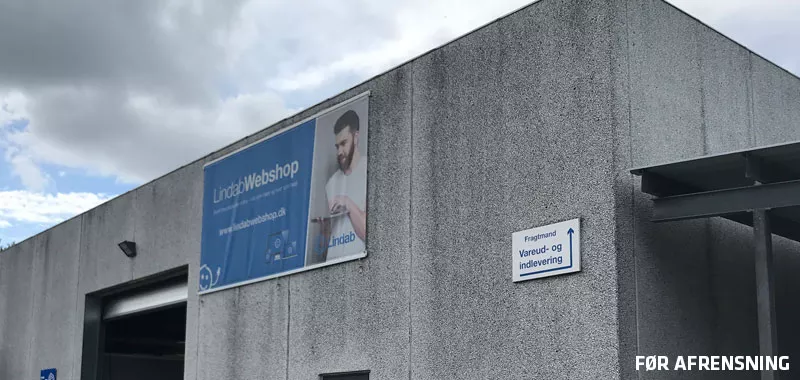 LindabWebshop
www.lindabwebshop.dk
Lindab
Fragtmand
Vareud- og
indlevering
FØR AFRENSNING